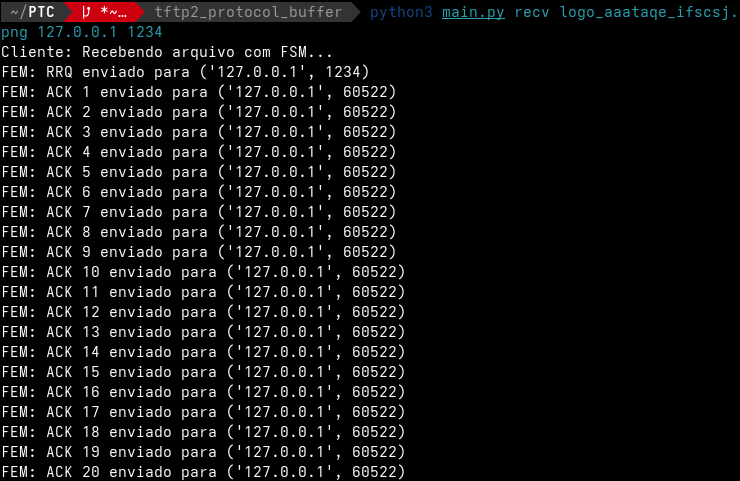 ~/PTC *~… tftp2_protocol_buffer python3 main.py recv logo_aaataqe_ifscsj.
png 127.0.0.1 1234
Cliente: Recebendo arquivo com FSM...
FEM: RRQ enviado para ('127.0.0.1', 1234)
FEM: ACK 1 enviado para ('127.0.0.1', 60522)
FEM: ACK 2 enviado para ('127.0.0.1', 60522)
FEM: ACK 3 enviado para ('127.0.0.1', 60522)
FEM: ACK 4 enviado para ('127.0.0.1', 60522)
FEM: ACK 5 enviado para ('127.0.0.1', 60522)
FEM: ACK 6 enviado para ('127.0.0.1', 60522)
FEM: ACK 7 enviado para ('127.0.0.1', 60522)
FEM: ACK 8 enviado para ('127.0.0.1', 60522)
FEM: ACK 9 enviado para ('127.0.0.1', 60522)
FEM: ACK 10 enviado para ('127.0.0.1', 60522)
FEM: ACK 11 enviado para ('127.0.0.1', 60522)
FEM: ACK 12 enviado para ('127.0.0.1', 60522)
FEM: ACK 13 enviado para ('127.0.0.1', 60522)
FEM: ACK 14 enviado para ('127.0.0.1', 60522)
FEM: ACK 15 enviado para ('127.0.0.1', 60522)
FEM: ACK 16 enviado para ('127.0.0.1', 60522)
FEM: ACK 17 enviado para ('127.0.0.1', 60522)
FEM: ACK 18 enviado para ('127.0.0.1', 60522)
FEM: ACK 19 enviado para ('127.0.0.1', 60522)
FEM: ACK 20 enviado para ('127.0.0.1', 60522)